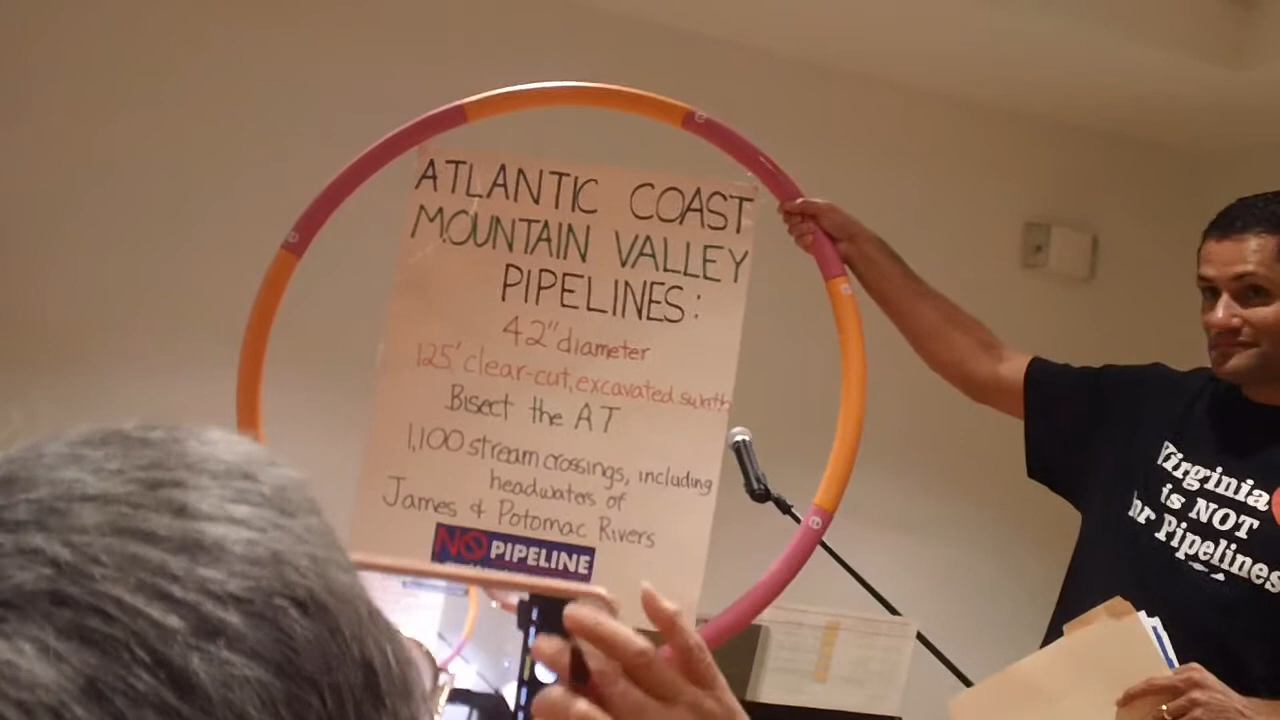 ATLANTIC COAST
MOUNTAIN VALLEY
PIPELINES:
42" diameter
125' clear-cut, excavated swath
Bisect the AT
1,100 stream crossings, including
headwaters of
James & Potomac Rivers
NO PIPELINE
Virginia
is NOT
for Pipelines